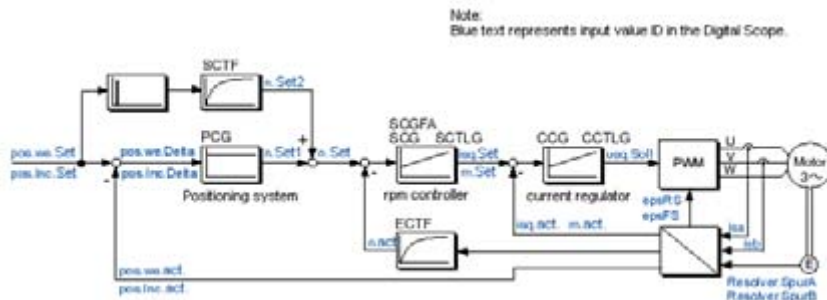 Note:
Blue text represents input value ID in the Digital Scope.
SCTF
n.Set2
SCGFA
PCG
SCG SCTLG
CCG CCTLG
U
pos.we.Set
pos.we.Delta
n.Set1
n.Set
isq.Set
usq.Soll
PWM
V
Motor
pos.Inc.Set
pos.Inc.Delta
m.Set
W
3~
Positioning system
rpm controller
current regulator
epsRS
epsFS
ECTF
isq.act. m.act.
isa
n.act
isb
pos.we.act.
E
pos.Inc.act.
Resolver.SpurA
Resolver.SpurB
+
-
-
-